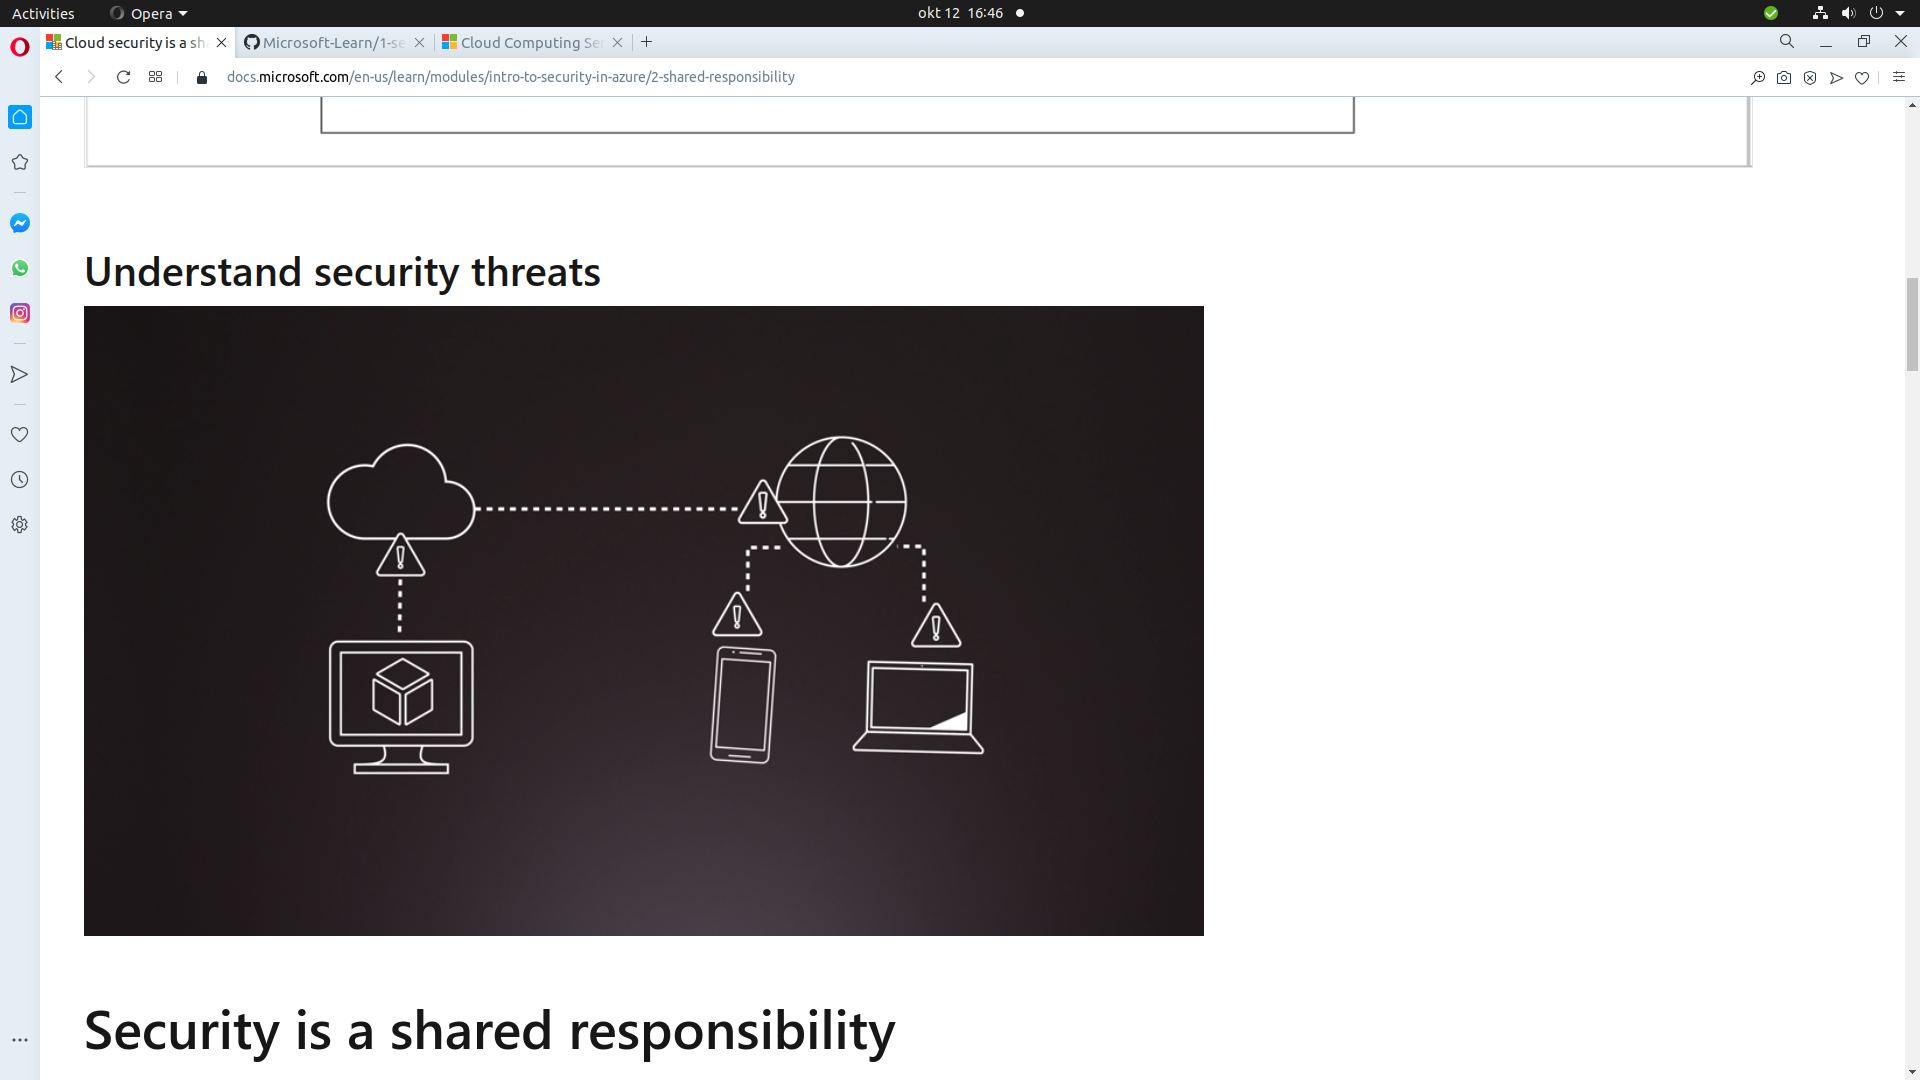 Activities Opera okt 12 16:46
Cloud security is a sh Microsoft-Learn/1-se Cloud Computing Ser
docs.microsoft.com/en-us/learn/modules/intro-to-security-in-azure/2-shared-responsibility
Understand security threats
Security is a shared responsibility